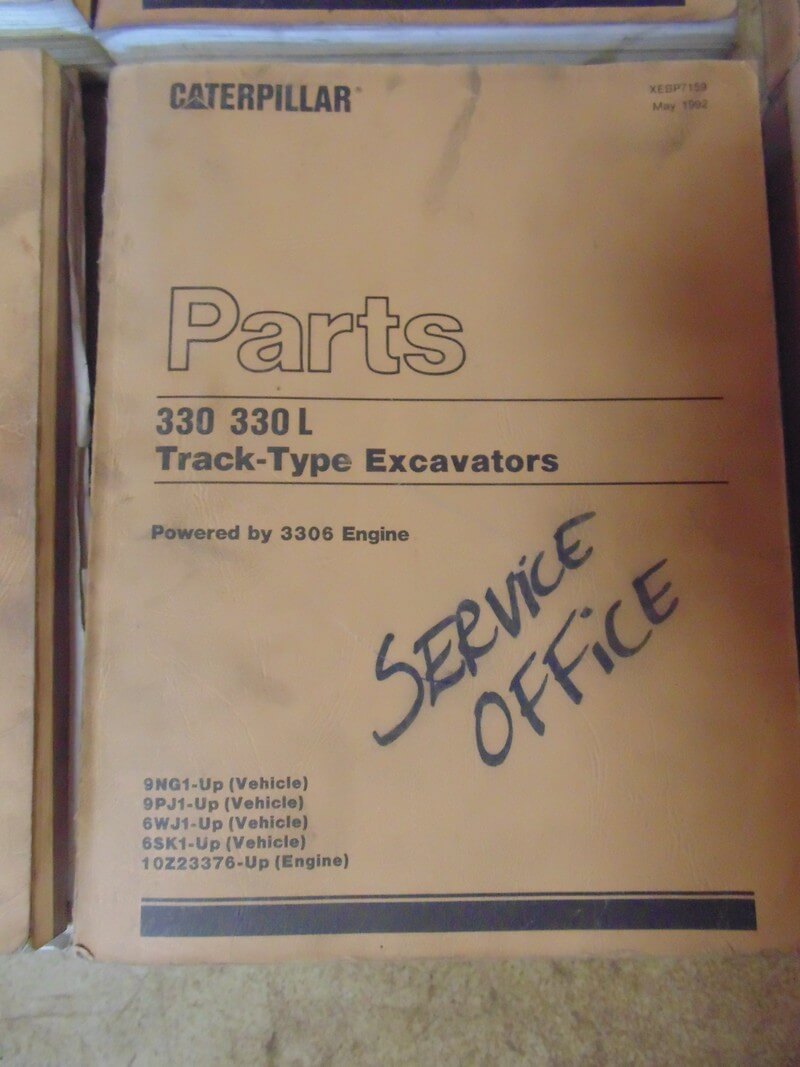 CATERPILLAR
XEBP7159
May 1992
Parts
330 330 L
Track-Type Excavators
Powered by 3306 Engine
SERViCE
OFFiCE
9NG1-Up (Vehicle)
9PJ1-Up (Vehicle)
6WJ1-Up (Vehicle)
6SK1-Up (Vehicle)
10Z23376-Up (Engine)